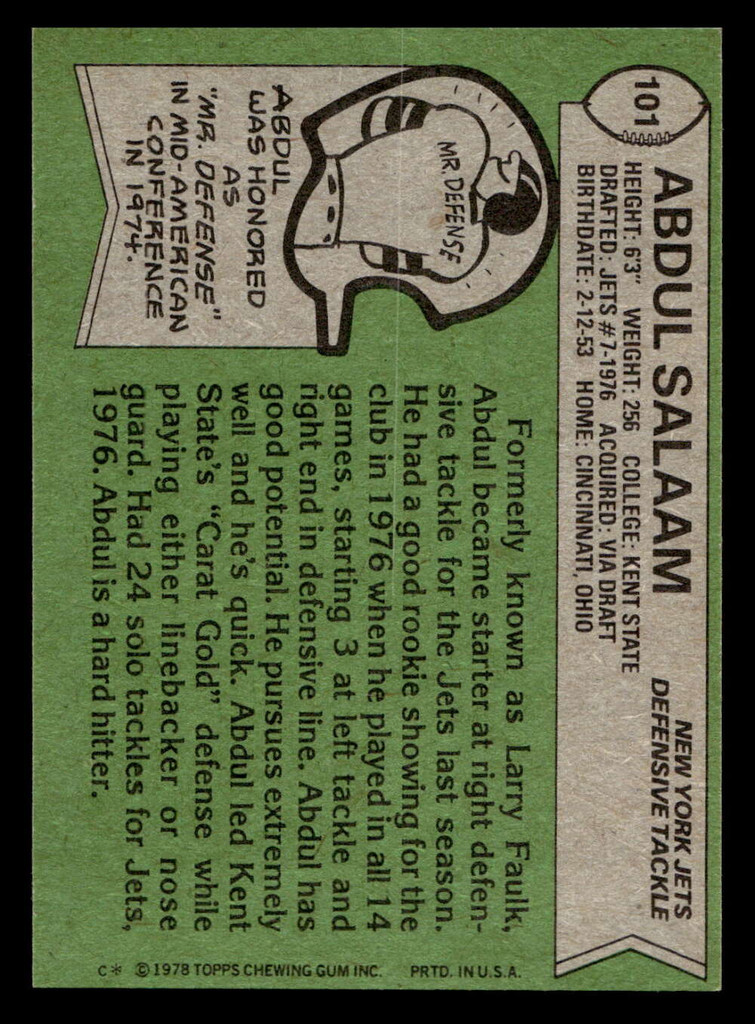 101
ABDUL SALAAM
NEW YORK JETS
DEFENSIVE TACKLE
HEIGHT: 6'3" WEIGHT: 256 COLLEGE: KENT STATE
DRAFTED: JETS #7-1976 ACQUIRED: VIA DRAFT
BIRTHDATE: 2-12-53 HOME: CINCINNATI, OHIO
MR. DEFENSE
ABDUL
WAS HONORED
AS
"MR. DEFENSE"
IN MID-AMERICAN
CONFERENCE
IN 1974.
Formerly known as Larry Faulk,
Abdul became starter at right defen-
sive tackle for the Jets last season.
He had a good rookie showing for the
club in 1976 when he played in all 14
games, starting 3 at left tackle and
right end in defensive line. Abdul has
good potential. He pursues extremely
well and he's quick. Abdul led Kent
State's "Carat Gold" defense while
playing either linebacker or nose
guard. Had 24 solo tackles for Jets,
1976. Abdul is a hard hitter.
C* © 1978 TOPPS CHEWING GUM INC. PRTD. IN U.S.A.